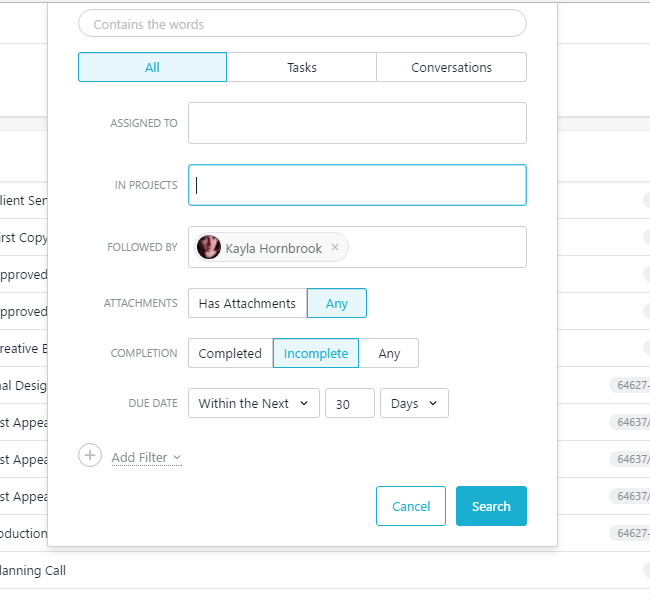 Contains the words
All Tasks Conversations
ASSIGNED TO
IN PROJECTS
lient Ser
irst Copy
FOLLOWED BY Kayla Hornbrook ×
pproved
ATTACHMENTS Has Attachments Any
pproved
reative B
COMPLETION Completed Incomplete Any
nal Desig
64627-
DUE DATE Within the Next 30 Days
st Appea
64637/
Add Filter
st Appea
64637/
st Appea
64637/
Cancel Search
oduction
64627-
lanning Call